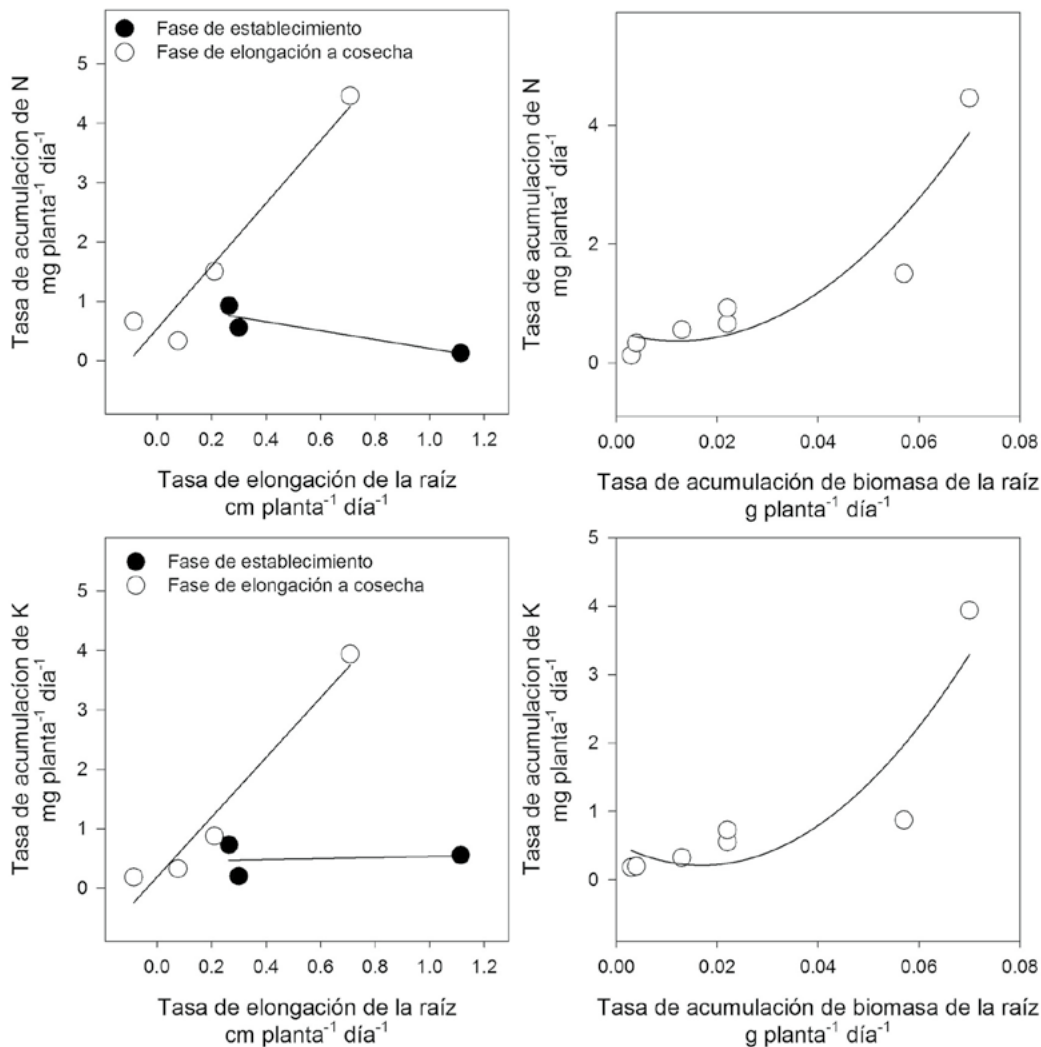 Fase de establecimiento
Fase de elongación a cosecha
Tasa de acumulacion de N
mg planta⁻¹ día⁻¹
5
4
3
2
1
0
0.0 0.2 0.4 0.6 0.8 1.0 1.2
Tasa de elongación de la raíz
cm planta⁻¹ día⁻¹
Tasa de acumulación de N
mg planta⁻¹ día⁻¹
4
2
0
0.00 0.02 0.04 0.06 0.08
Tasa de acumulación de biomasa de la raíz
g planta⁻¹ día⁻¹
Fase de establecimiento
Fase de elongación a cosecha
Tasa de acumulacion de K
mg planta⁻¹ día⁻¹
5
4
3
2
1
0
0.0 0.2 0.4 0.6 0.8 1.0 1.2
Tasa de elongación de la raíz
cm planta⁻¹ día⁻¹
Tasa de acumulación de K
mg planta⁻¹ día⁻¹
5
4
3
2
1
0
0.00 0.02 0.04 0.06 0.08
Tasa de acumulación de biomasa de la raíz
g planta⁻¹ día⁻¹